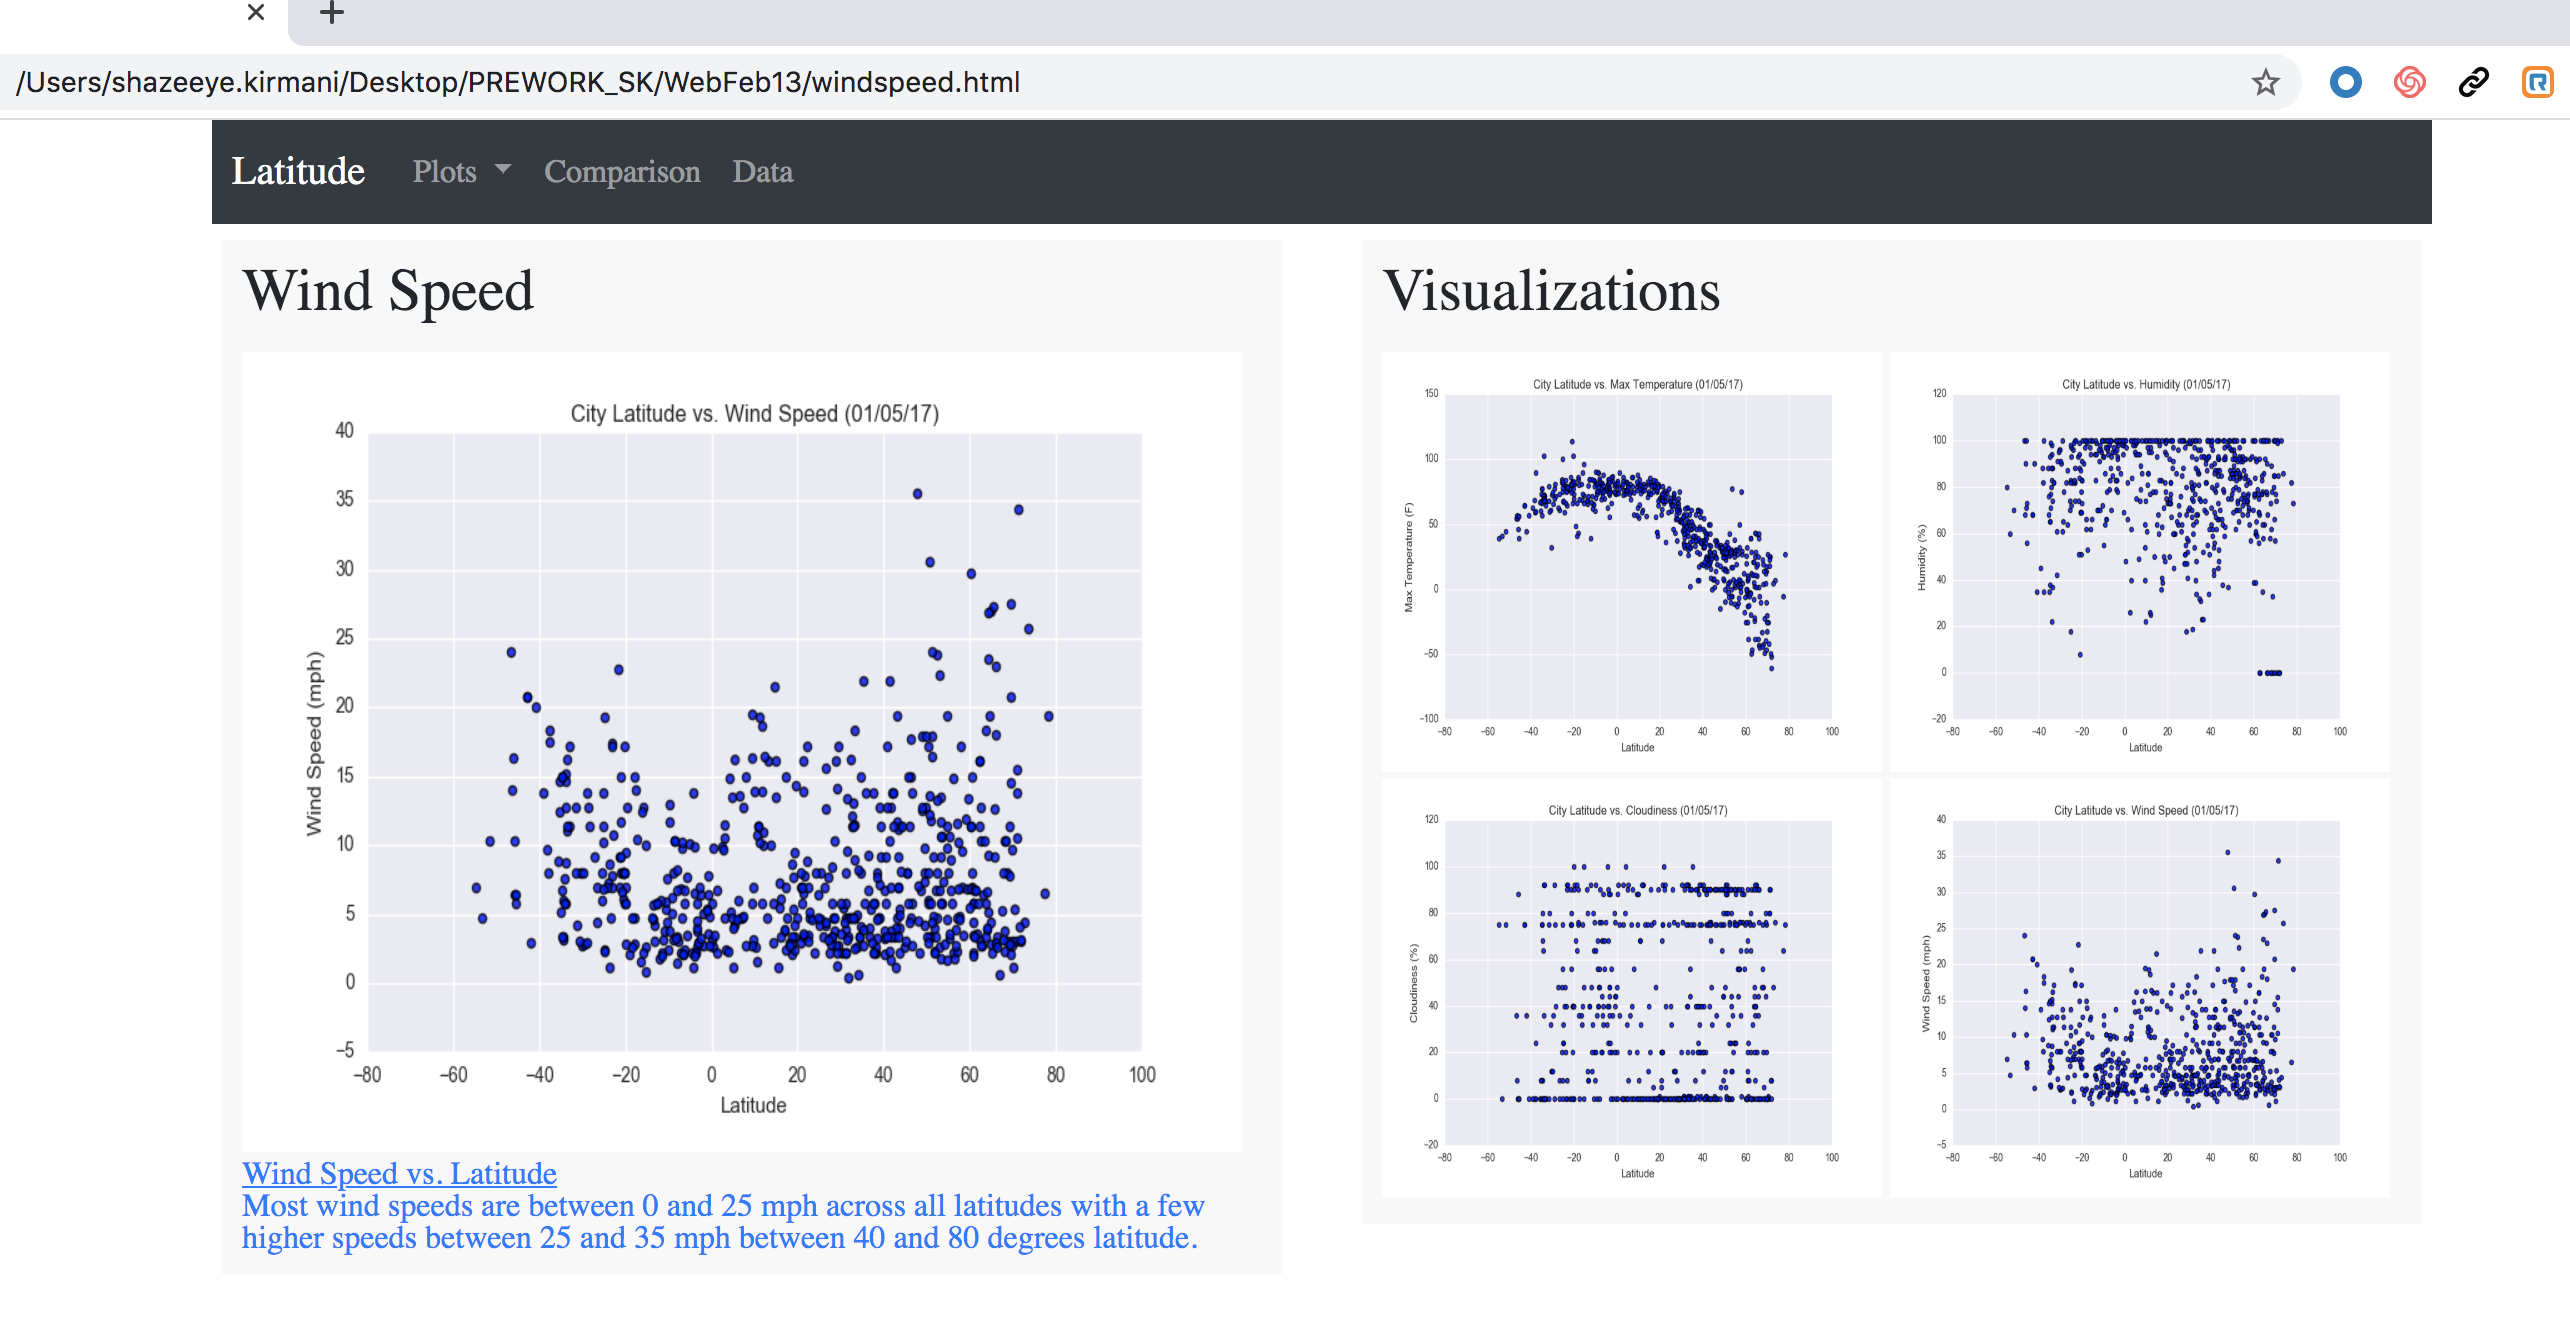 /Users/shazeeye.kirmani/Desktop/PREWORK_SK/WebFeb13/windspeed.html
Latitude Plots Comparison Data
Wind Speed
City Latitude vs. Wind Speed (01/05/17)
40
35
30
25
20
15
10
5
0
−5
Wind Speed (mph)
−80 −60 −40 −20 0 20 40 60 80 100
Latitude
Wind Speed vs. Latitude
Most wind speeds are between 0 and 25 mph across all latitudes with a few
higher speeds between 25 and 35 mph between 40 and 80 degrees latitude.
Visualizations
City Latitude vs. Max Temperature (01/05/17)
150
100
50
0
−50
−100
Max Temperature (F)
−80 −60 −40 −20 0 20 40 60 80 100
Latitude
City Latitude vs. Humidity (01/05/17)
120
100
80
60
40
20
0
−20
Humidity (%)
−80 −60 −40 −20 0 20 40 60 80 100
Latitude
City Latitude vs. Cloudiness (01/05/17)
120
100
80
60
40
20
0
−20
Cloudiness (%)
−80 −60 −40 −20 0 20 40 60 80 100
Latitude
City Latitude vs. Wind Speed (01/05/17)
40
35
30
25
20
15
10
5
0
−5
Wind Speed (mph)
−80 −60 −40 −20 0 20 40 60 80 100
Latitude